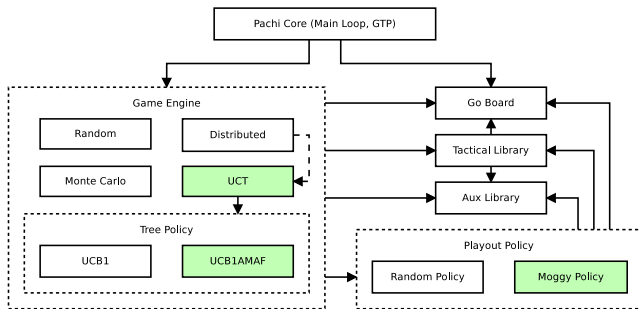 Pachi Core (Main Loop, GTP)
Game Engine
Go Board
Random
Distributed
Tactical Library
Monte Carlo
UCT
Aux Library
Tree Policy
Playout Policy
UCB1
UCB1AMAF
Random Policy
Moggy Policy